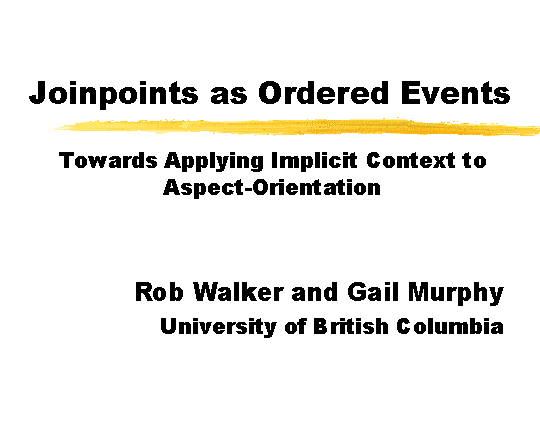 Joinpoints as Ordered Events
Towards Applying Implicit Context to
Aspect-Orientation
Rob Walker and Gail Murphy
University of British Columbia